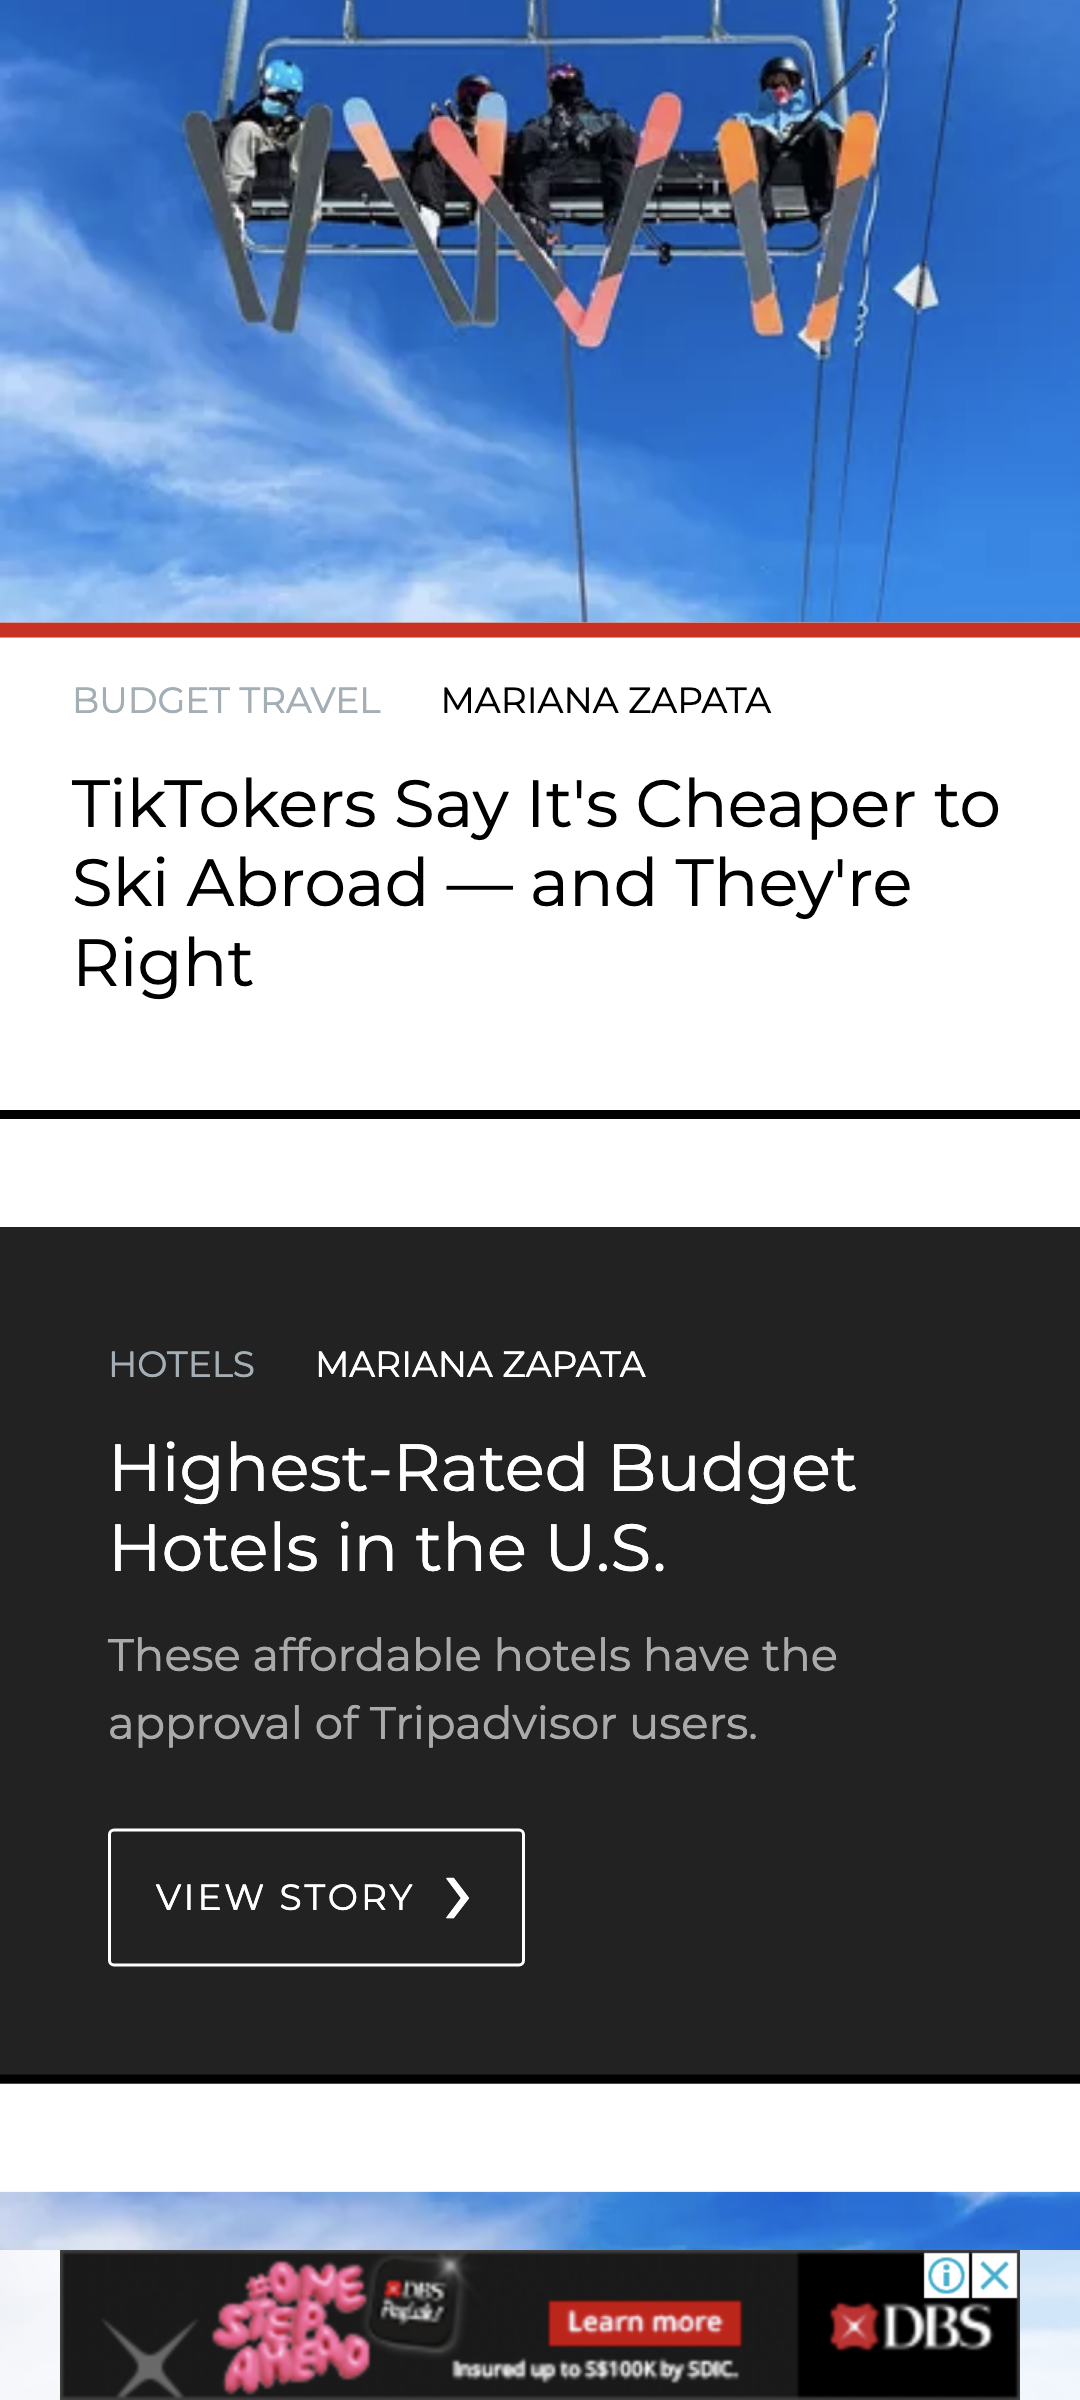 BUDGET TRAVEL MARIANA ZAPATA
TikTokers Say It's Cheaper to
Ski Abroad — and They're
Right
HOTELS MARIANA ZAPATA
Highest-Rated Budget
Hotels in the U.S.
These affordable hotels have the
approval of Tripadvisor users.
VIEW STORY ❯
#ONE
STEP
AHEAD
DBS
PayLah!
Learn more
Insured up to S$100K by SDIC.
DBS